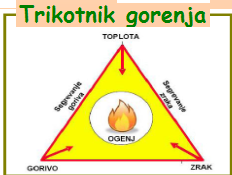 Trikotnik gorenja
TOPLOTA
Segrevanje
goriva
Segrevanje
zraka
OGENJ
GORIVO
ZRAK